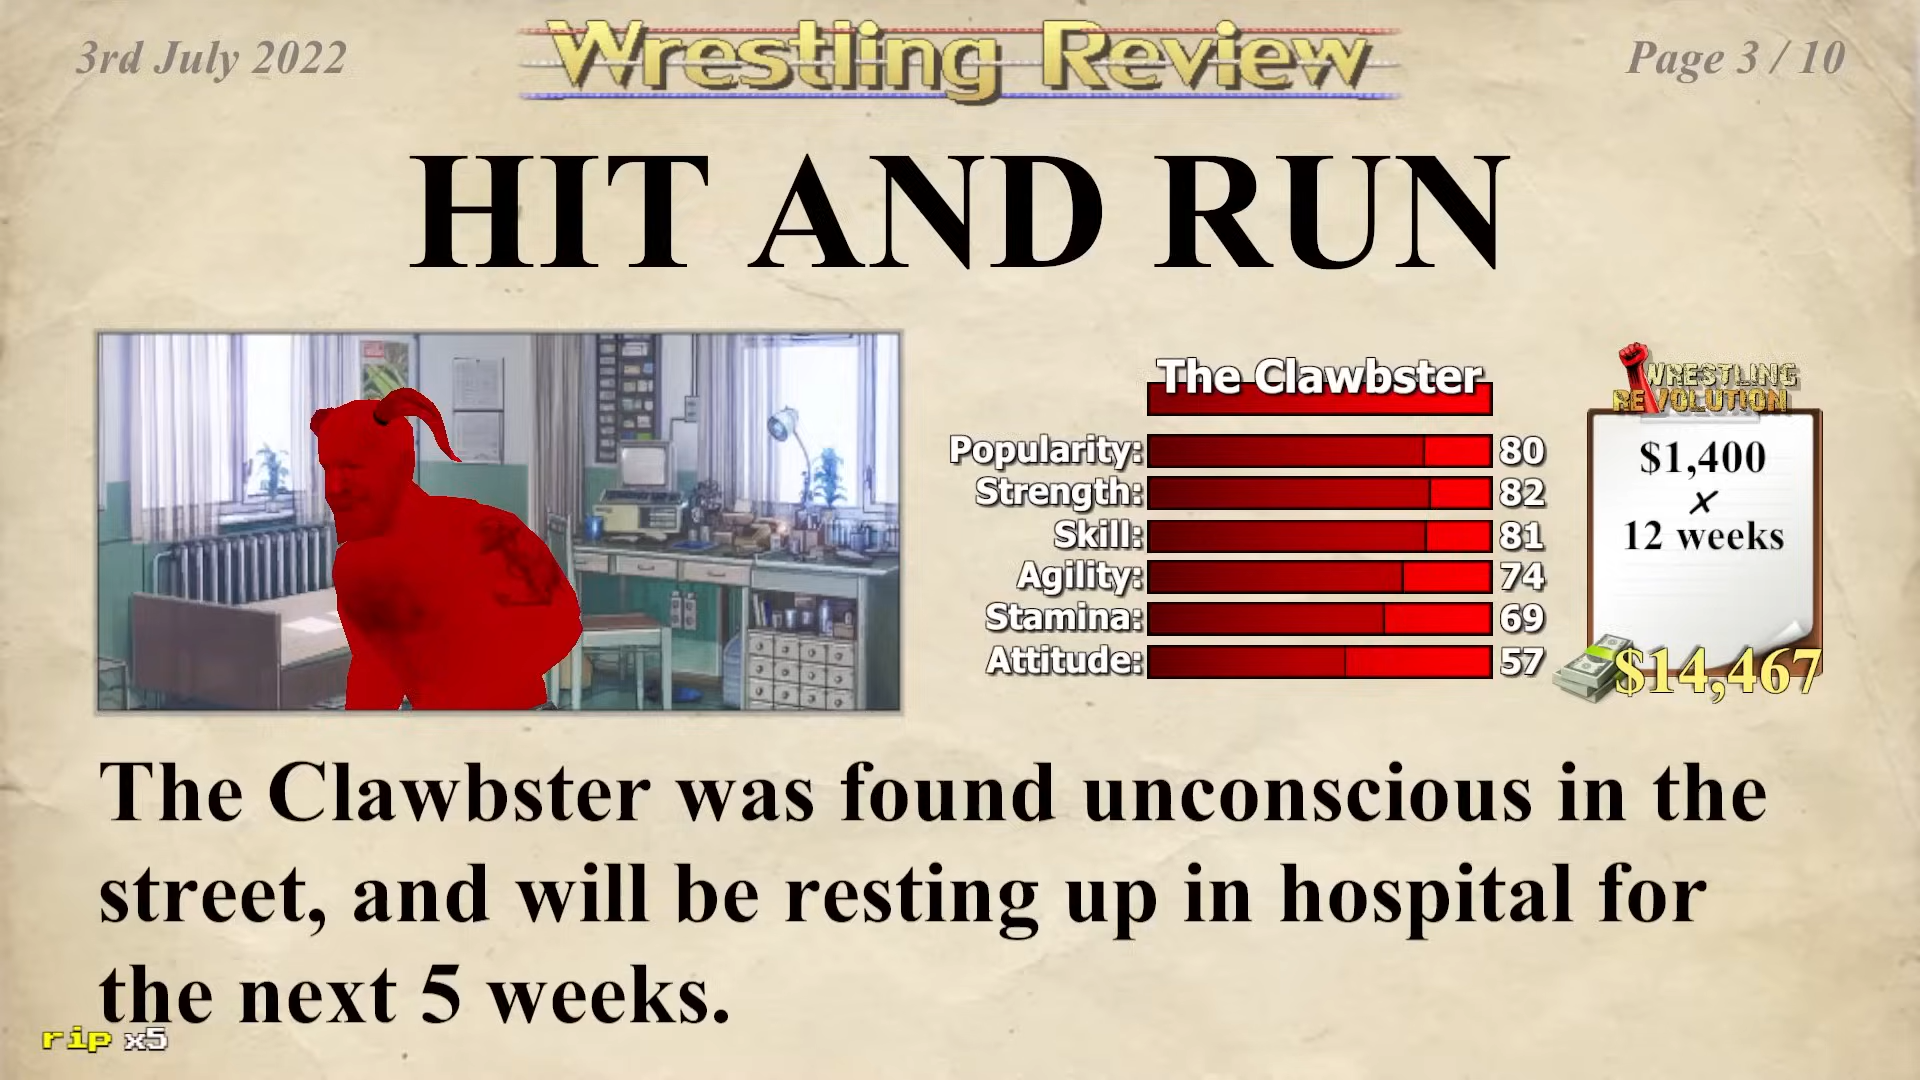 3rd July 2022
Wrestling Review
Page 3 / 10
HIT AND RUN
The Clawbster
Popularity: 80
Strength: 82
Skill: 81
Agility: 74
Stamina: 69
Attitude: 57
WRESTLING
REVOLUTION
$1,400
×
12 weeks
$14,467
The Clawbster was found unconscious in the
street, and will be resting up in hospital for
the next 5 weeks.
rip x5